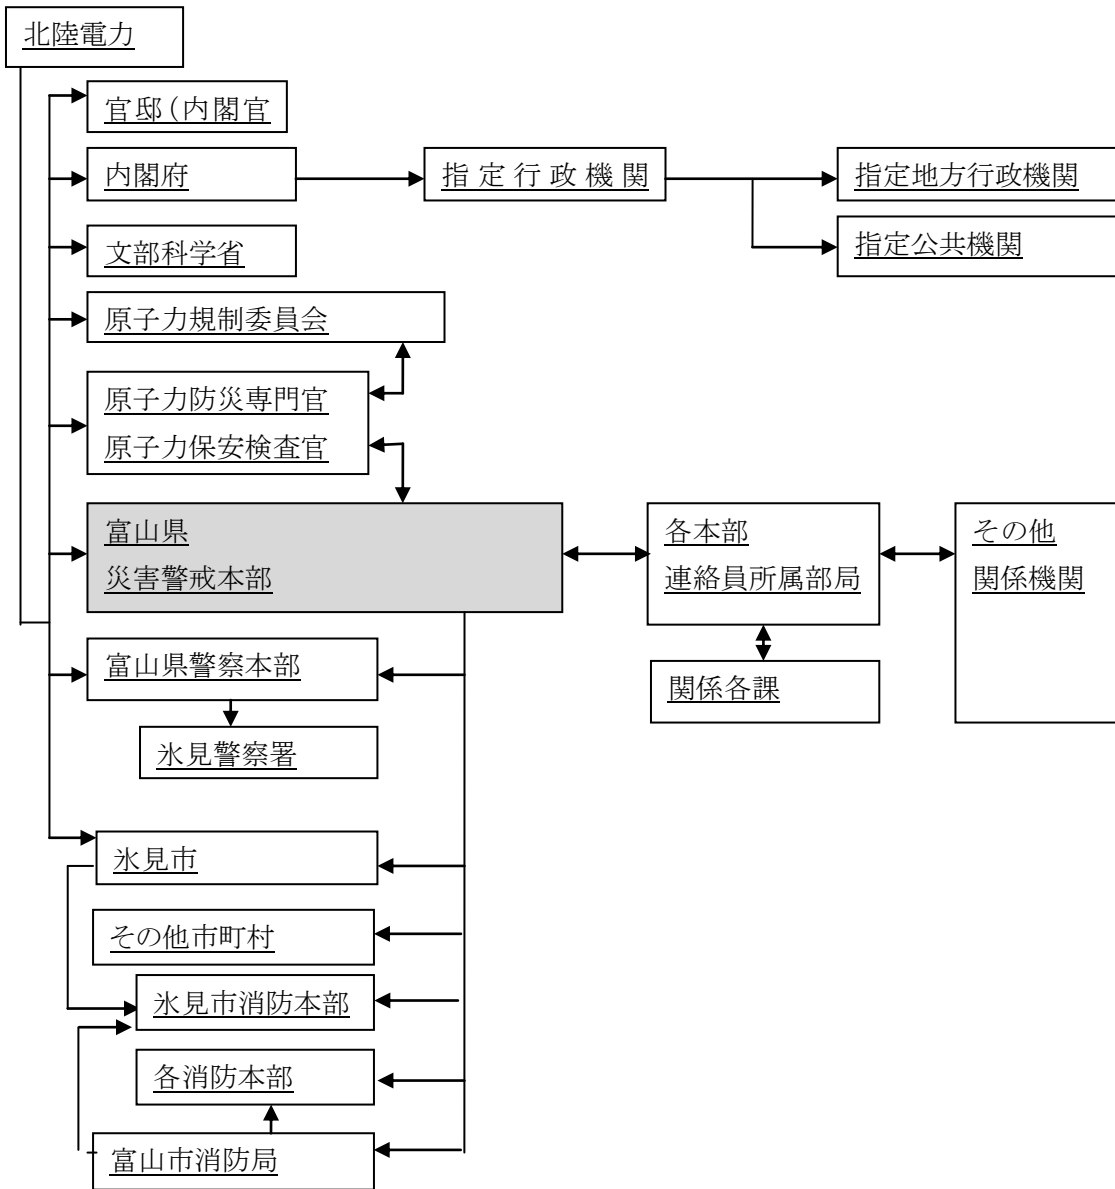 北陸電力
官邸(内閣官
内閣府
指定行政機関
指定地方行政機関
文部科学省
指定公共機関
原子力規制委員会
原子力防災専門官
原子力保安検査官
富山県
災害警戒本部
各本部
連絡員所属部局
その他
関係機関
富山県警察本部
関係各課
氷見警察署
氷見市
その他市町村
氷見市消防本部
各消防本部
富山市消防局